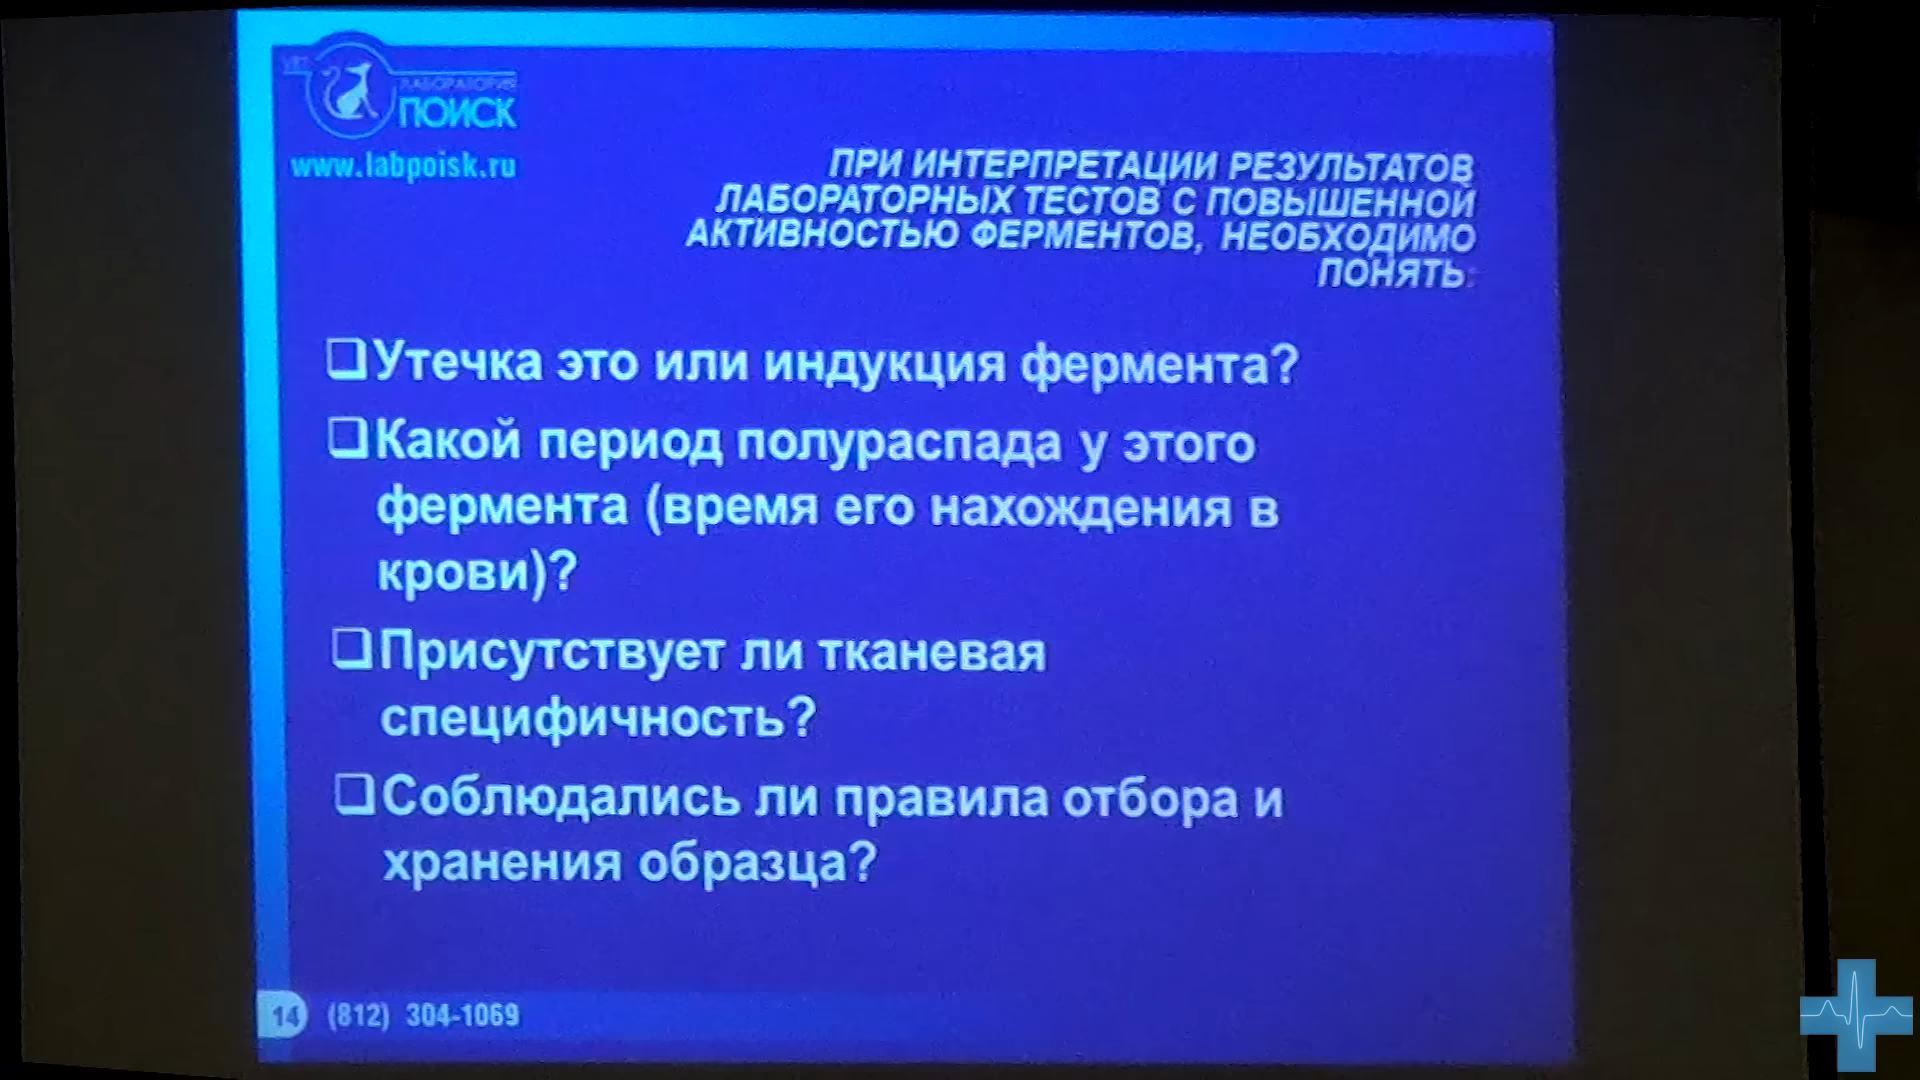 VET
ЛАБОРАТОРИЯ
ПОИСК
www.labpoisk.ru
ПРИ ИНТЕРПРЕТАЦИИ РЕЗУЛЬТАТОВ
ЛАБОРАТОРНЫХ ТЕСТОВ С ПОВЫШЕННОЙ
АКТИВНОСТЬЮ ФЕРМЕНТОВ, НЕОБХОДИМО
ПОНЯТЬ:
❑Утечка это или индукция фермента?
❑Какой период полураспада у этого
фермента (время его нахождения в
крови)?
❑Присутствует ли тканевая
специфичность?
❑Соблюдались ли правила отбора и
хранения образца?
14 (812) 304-1069